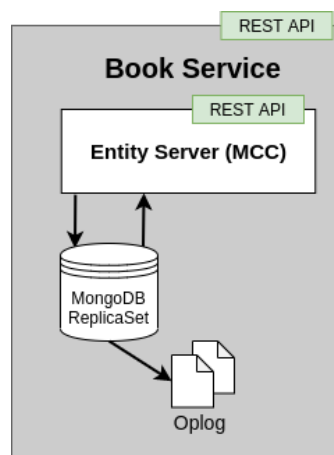 REST API
Book Service
REST API
Entity Server (MCC)
MongoDB
ReplicaSet
Oplog